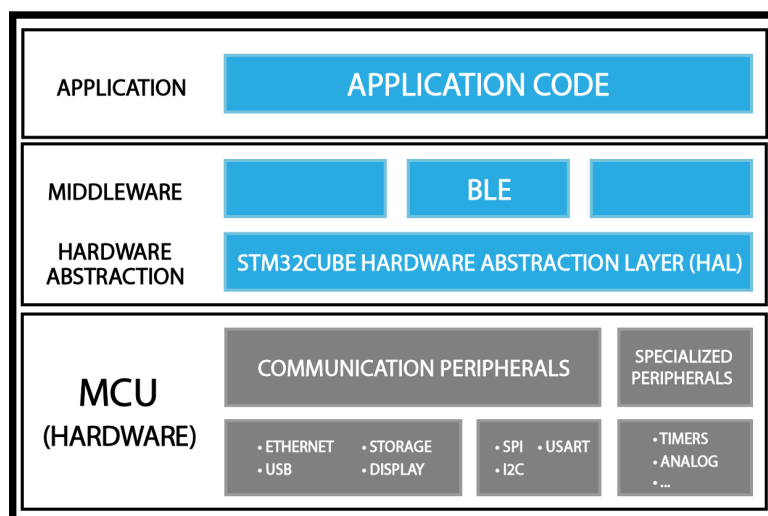 APPLICATION
APPLICATION CODE
MIDDLEWARE
BLE
HARDWARE
ABSTRACTION
STM32CUBE HARDWARE ABSTRACTION LAYER (HAL)
MCU
(HARDWARE)
COMMUNICATION PERIPHERALS
SPECIALIZED
PERIPHERALS
• ETHERNET • STORAGE
• USB • DISPLAY
• SPI • USART
• I2C
• TIMERS
• ANALOG
• ...